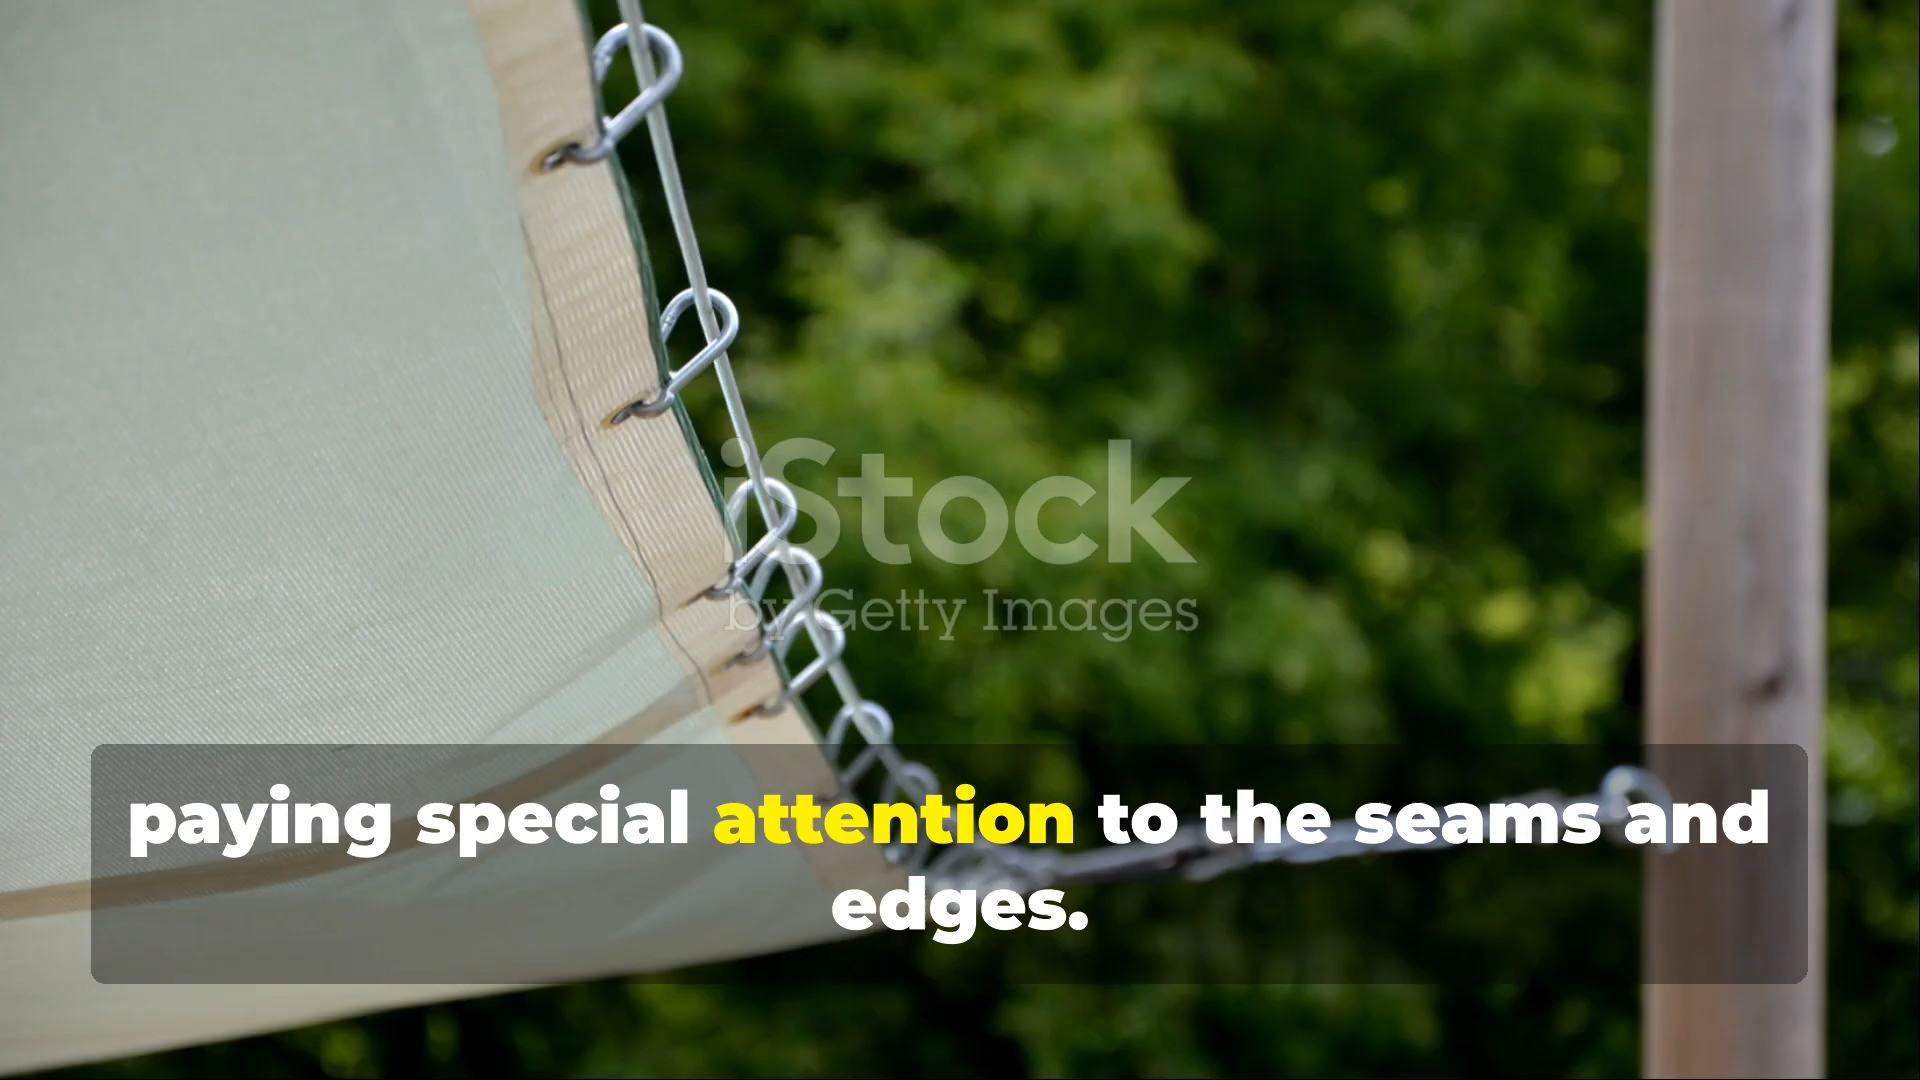 iStock
by Getty Images
paying special attention to the seams and
edges.